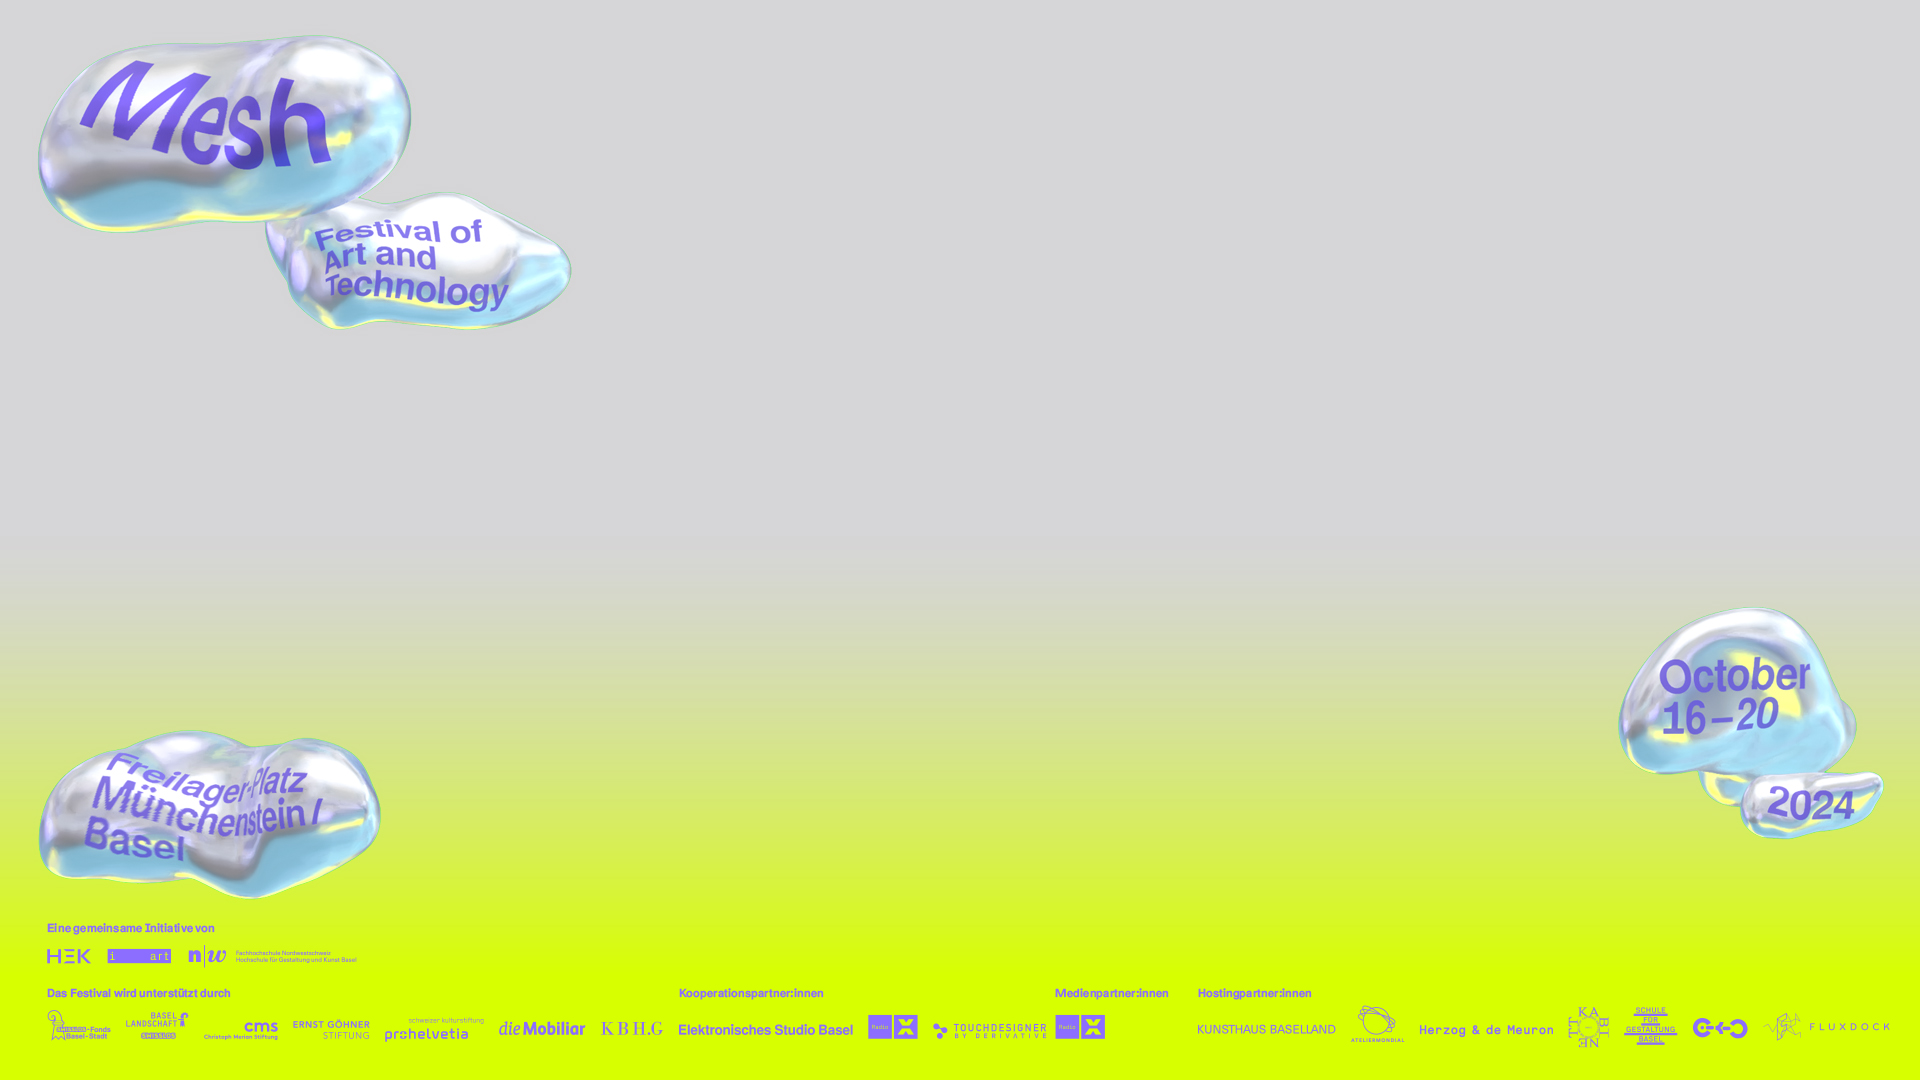 Mesh
Festival of
Art and
Technology
October
16–20
2024
Freilager-Platz
Münchenstein /
Basel
Eine gemeinsame Initiative von
HEK
i art
n|w
Fachhochschule Nordwestschweiz
Hochschule für Gestaltung und Kunst Basel
Das Festival wird unterstützt durch
SWISSLOS-Fonds
Basel-Stadt
BASEL
LANDSCHAFT
SWISSLOS
cms
Christoph Merian Stiftung
ERNST GÖHNER
STIFTUNG
schweizer kulturstiftung
prohelvetia
die Mobiliar
KBH.G
Kooperationspartner:innen
Elektronisches Studio Basel
Radio X
TOUCHDESIGNER
BY DERIVATIVE
Medienpartner:innen
Radio X
Hostingpartner:innen
KUNSTHAUS BASELLAND
ATELIERMONDIAL
Herzog & de Meuron
KABINE
SCHULE
FÜR
GESTALTUNG
BASEL
FLUXDOCK